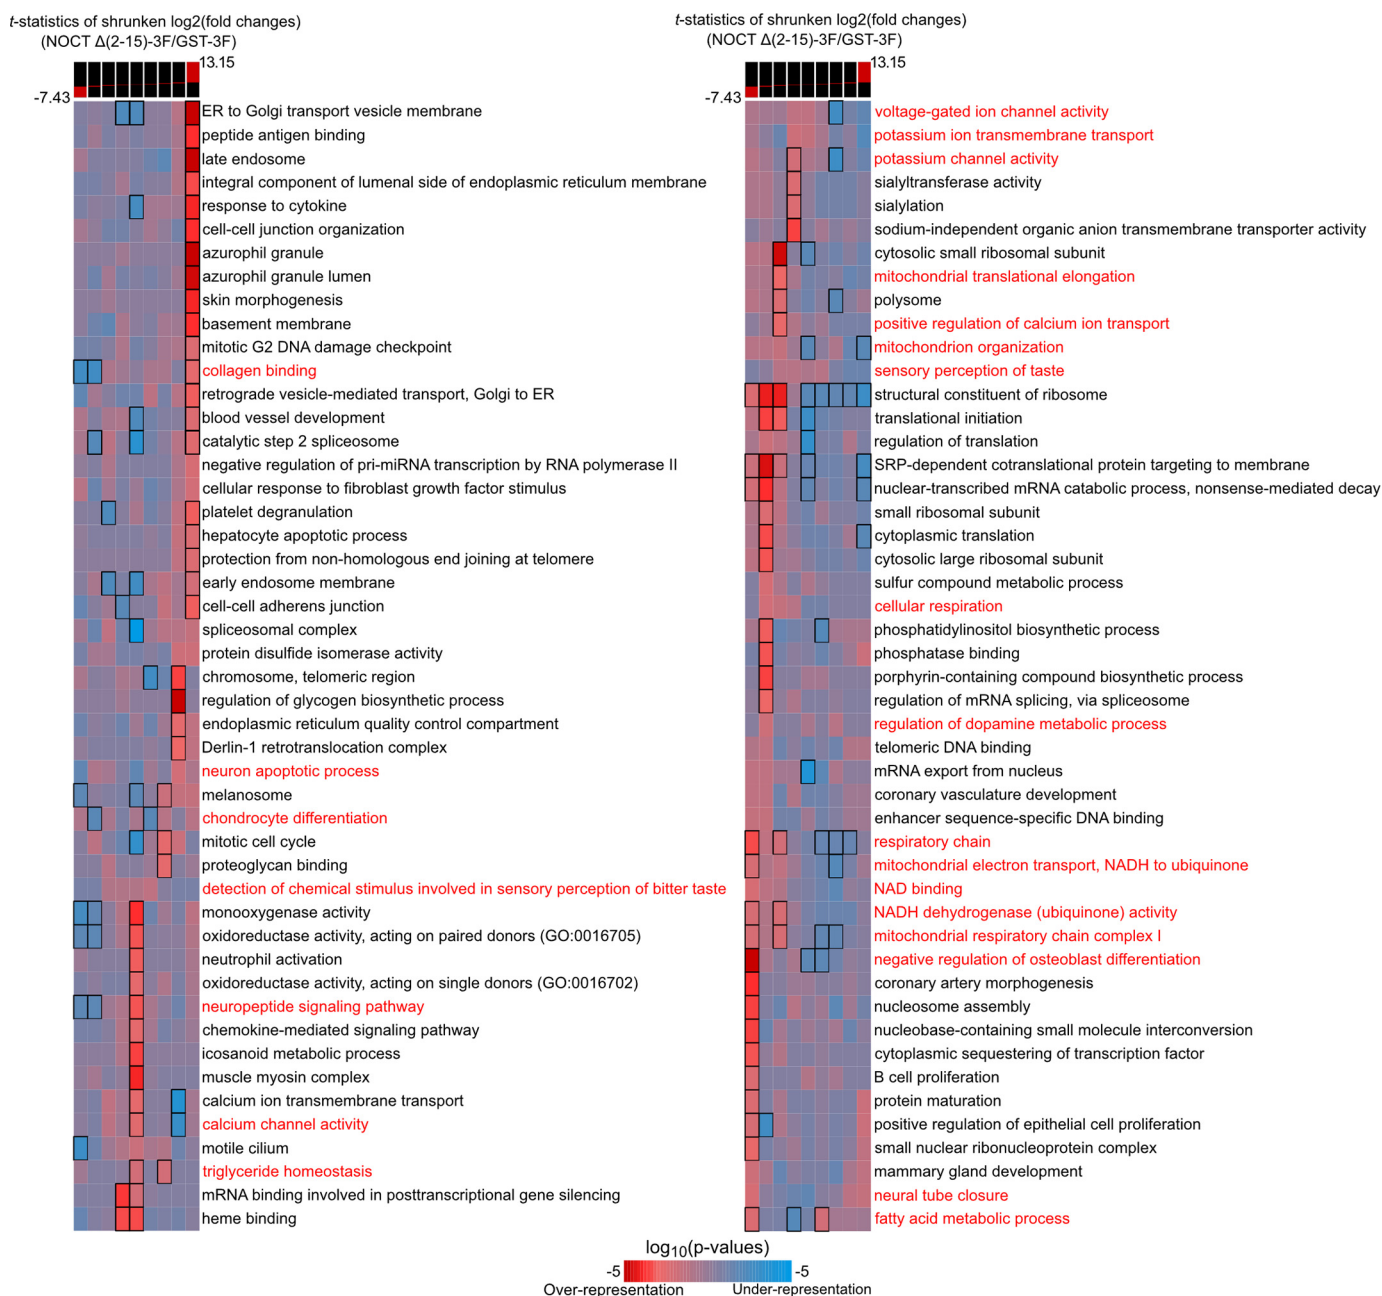 t-statistics of shrunken log2(fold changes)
(NOCT Δ(2-15)-3F/GST-3F)
13.15
-7.43
ER to Golgi transport vesicle membrane
peptide antigen binding
late endosome
integral component of lumenal side of endoplasmic reticulum membrane
response to cytokine
cell-cell junction organization
azurophil granule
azurophil granule lumen
skin morphogenesis
basement membrane
mitotic G2 DNA damage checkpoint
collagen binding
retrograde vesicle-mediated transport, Golgi to ER
blood vessel development
catalytic step 2 spliceosome
negative regulation of pri-miRNA transcription by RNA polymerase II
cellular response to fibroblast growth factor stimulus
platelet degranulation
hepatocyte apoptotic process
protection from non-homologous end joining at telomere
early endosome membrane
cell-cell adherens junction
spliceosomal complex
protein disulfide isomerase activity
chromosome, telomeric region
regulation of glycogen biosynthetic process
endoplasmic reticulum quality control compartment
Derlin-1 retrotranslocation complex
neuron apoptotic process
melanosome
chondrocyte differentiation
mitotic cell cycle
proteoglycan binding
detection of chemical stimulus involved in sensory perception of bitter taste
monooxygenase activity
oxidoreductase activity, acting on paired donors (GO:0016705)
neutrophil activation
oxidoreductase activity, acting on single donors (GO:0016702)
neuropeptide signaling pathway
chemokine-mediated signaling pathway
icosanoid metabolic process
muscle myosin complex
calcium ion transmembrane transport
calcium channel activity
motile cilium
triglyceride homeostasis
mRNA binding involved in posttranscriptional gene silencing
heme binding
t-statistics of shrunken log2(fold changes)
(NOCT Δ(2-15)-3F/GST-3F)
13.15
-7.43
voltage-gated ion channel activity
potassium ion transmembrane transport
potassium channel activity
sialyltransferase activity
sialylation
sodium-independent organic anion transmembrane transporter activity
cytosolic small ribosomal subunit
mitochondrial translational elongation
polysome
positive regulation of calcium ion transport
mitochondrion organization
sensory perception of taste
structural constituent of ribosome
translational initiation
regulation of translation
SRP-dependent cotranslational protein targeting to membrane
nuclear-transcribed mRNA catabolic process, nonsense-mediated decay
small ribosomal subunit
cytoplasmic translation
cytosolic large ribosomal subunit
sulfur compound metabolic process
cellular respiration
phosphatidylinositol biosynthetic process
phosphatase binding
porphyrin-containing compound biosynthetic process
regulation of mRNA splicing, via spliceosome
regulation of dopamine metabolic process
telomeric DNA binding
mRNA export from nucleus
coronary vasculature development
enhancer sequence-specific DNA binding
respiratory chain
mitochondrial electron transport, NADH to ubiquinone
NAD binding
NADH dehydrogenase (ubiquinone) activity
mitochondrial respiratory chain complex I
negative regulation of osteoblast differentiation
coronary artery morphogenesis
nucleosome assembly
nucleobase-containing small molecule interconversion
cytoplasmic sequestering of transcription factor
B cell proliferation
protein maturation
positive regulation of epithelial cell proliferation
small nuclear ribonucleoprotein complex
mammary gland development
neural tube closure
fatty acid metabolic process
log10(p-values)
-5 -5
Over-representation Under-representation